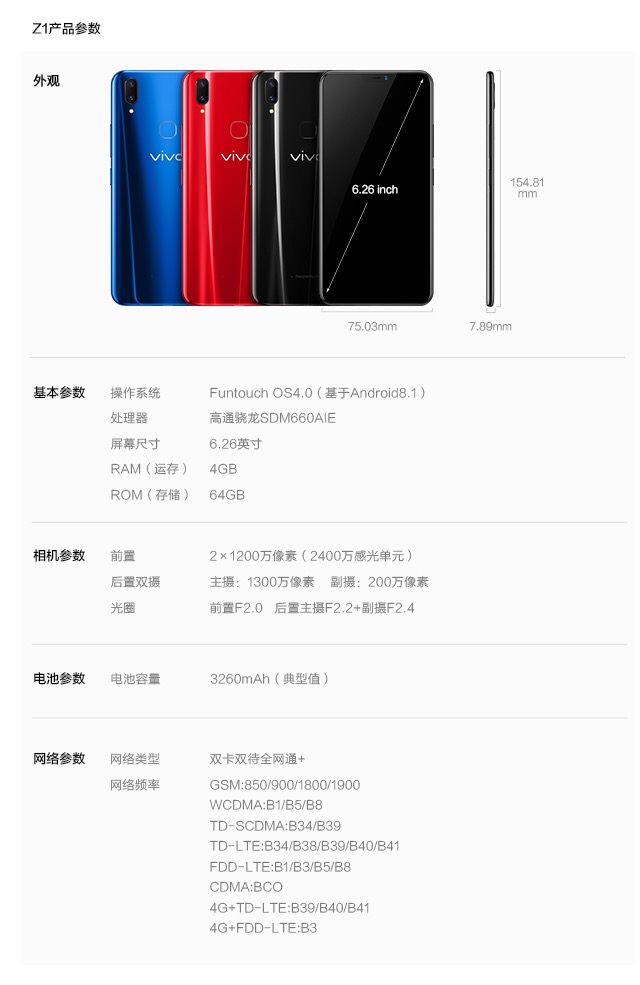 Z1产品参数
外观
vivo
vivo
vivo
6.26 inch
154.81
mm
75.03mm
7.89mm
基本参数 操作系统 Funtouch OS4.0（基于Android8.1）
处理器 高通骁龙SDM660AIE
屏幕尺寸 6.26英寸
RAM（运存） 4GB
ROM（存储） 64GB
相机参数 前置 2×1200万像素（2400万感光单元）
后置双摄 主摄：1300万像素 副摄：200万像素
光圈 前置F2.0 后置主摄F2.2+副摄F2.4
电池参数 电池容量 3260mAh（典型值）
网络参数 网络类型 双卡双待全网通+
网络频率 GSM:850/900/1800/1900
WCDMA:B1/B5/B8
TD-SCDMA:B34/B39
TD-LTE:B34/B38/B39/B40/B41
FDD-LTE:B1/B3/B5/B8
CDMA:BCO
4G+TD-LTE:B39/B40/B41
4G+FDD-LTE:B3